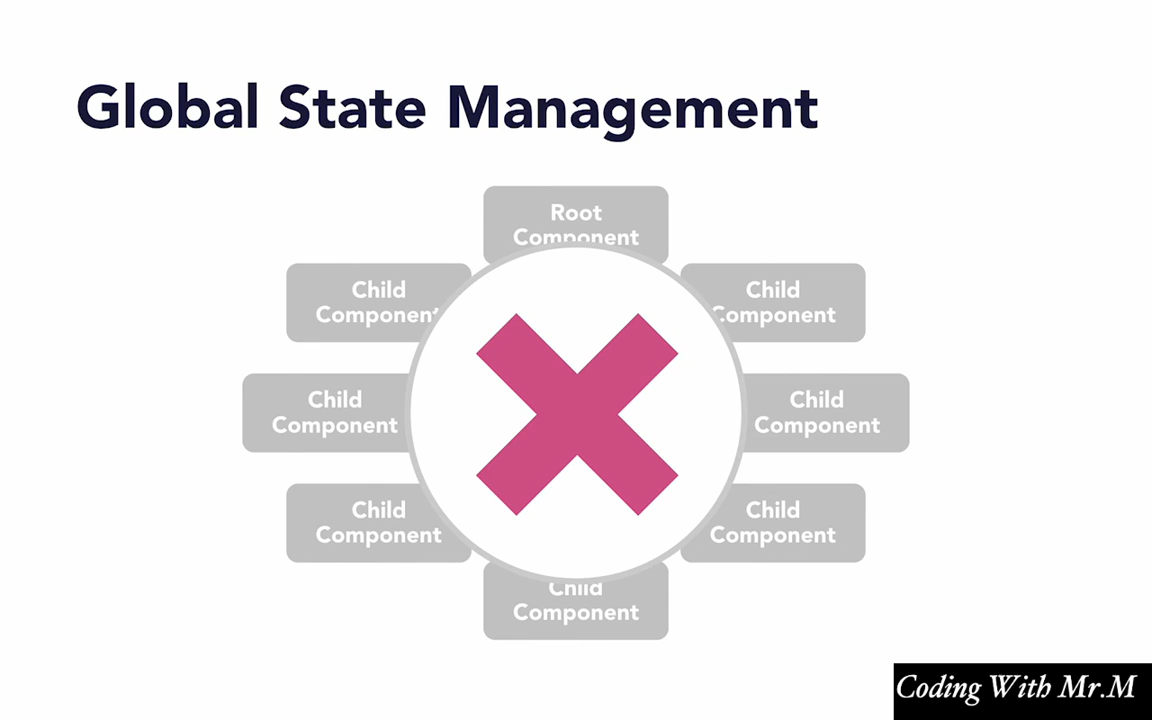 Global State Management
Root
Component
Child
Component
Child
Component
Child
Component
Child
Component
Child
Component
Child
Component
Child
Component
Coding With Mr.M